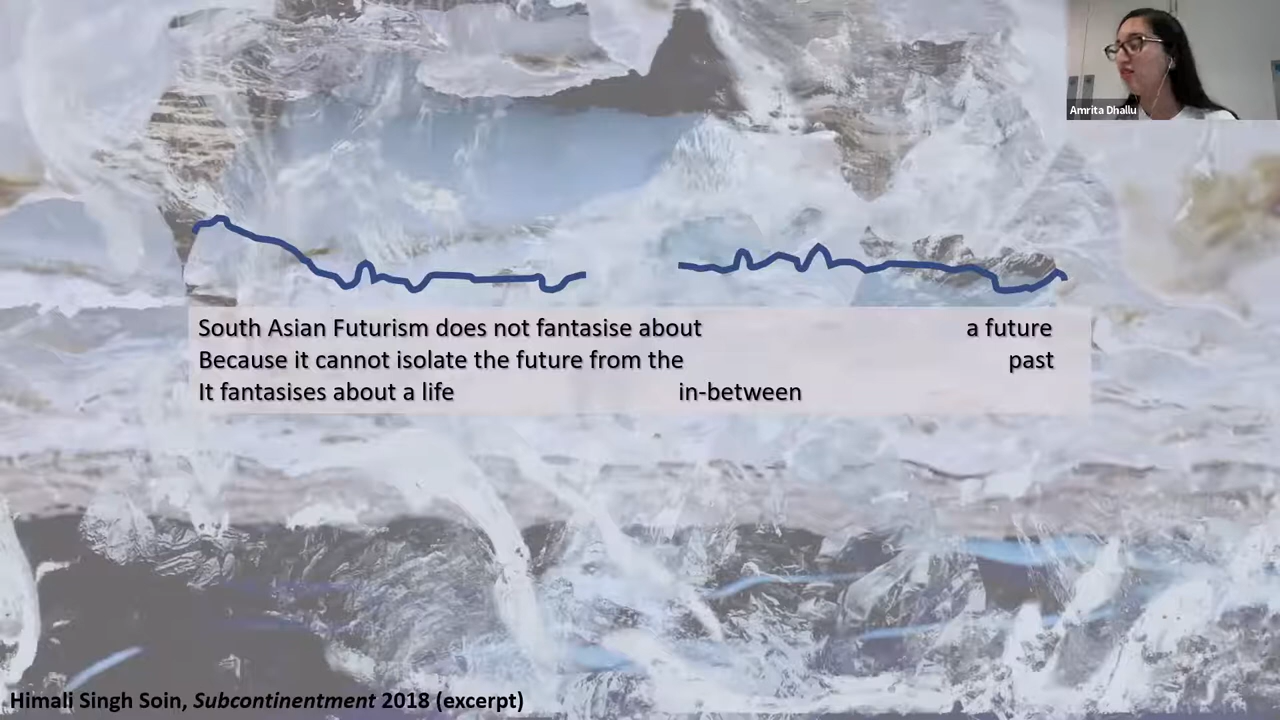 Amrita Dhallu
South Asian Futurism does not fantasise about a future
Because it cannot isolate the future from the past
It fantasises about a life in-between
Himali Singh Soin, Subcontinentment 2018 (excerpt)